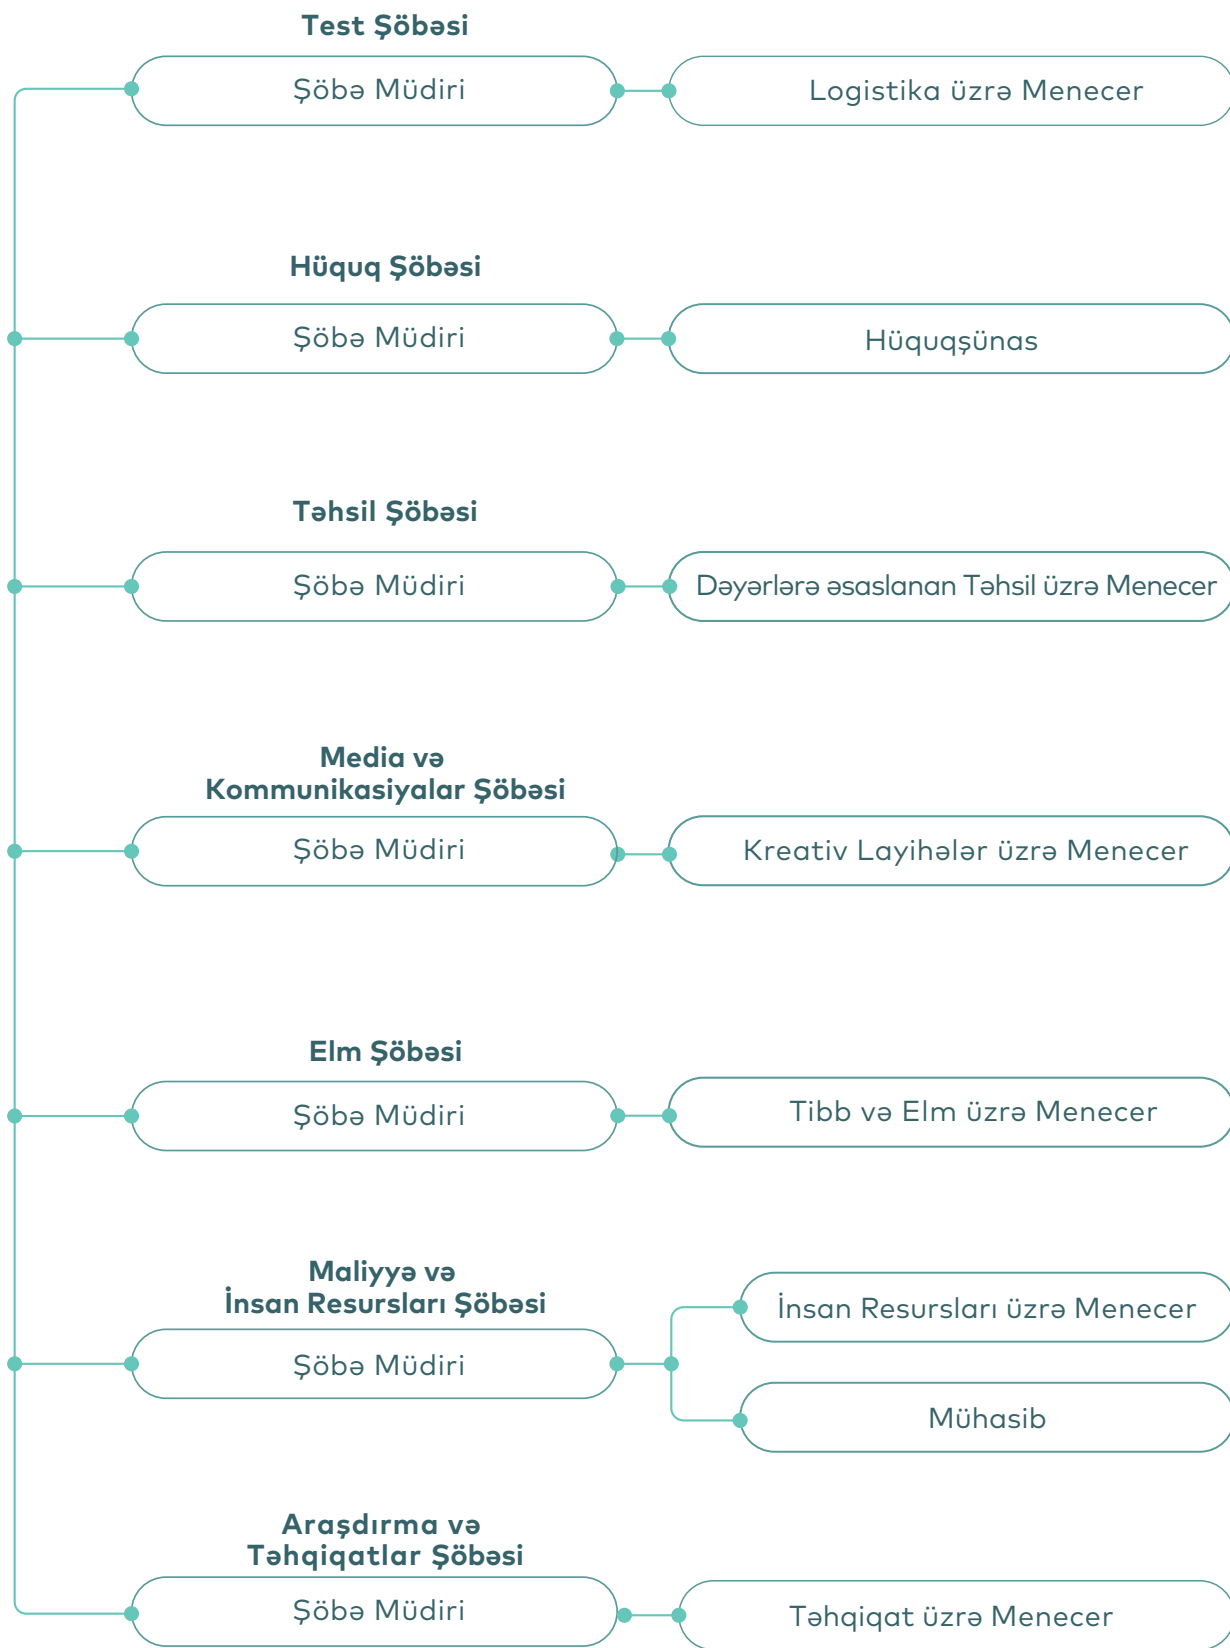 Test Şöbəsi
Şöbə Müdiri
Logistika üzrə Menecer
Hüquq Şöbəsi
Şöbə Müdiri
Hüquqşünas
Təhsil Şöbəsi
Şöbə Müdiri
Dəyərlərə əsaslanan Təhsil üzrə Menecer
Media və
Kommunikasiyalar Şöbəsi
Şöbə Müdiri
Kreativ Layihələr üzrə Menecer
Elm Şöbəsi
Şöbə Müdiri
Tibb və Elm üzrə Menecer
Maliyyə və
İnsan Resursları Şöbəsi
Şöbə Müdiri
İnsan Resursları üzrə Menecer
Mühasib
Araşdırma və
Təhqiqatlar Şöbəsi
Şöbə Müdiri
Təhqiqat üzrə Menecer